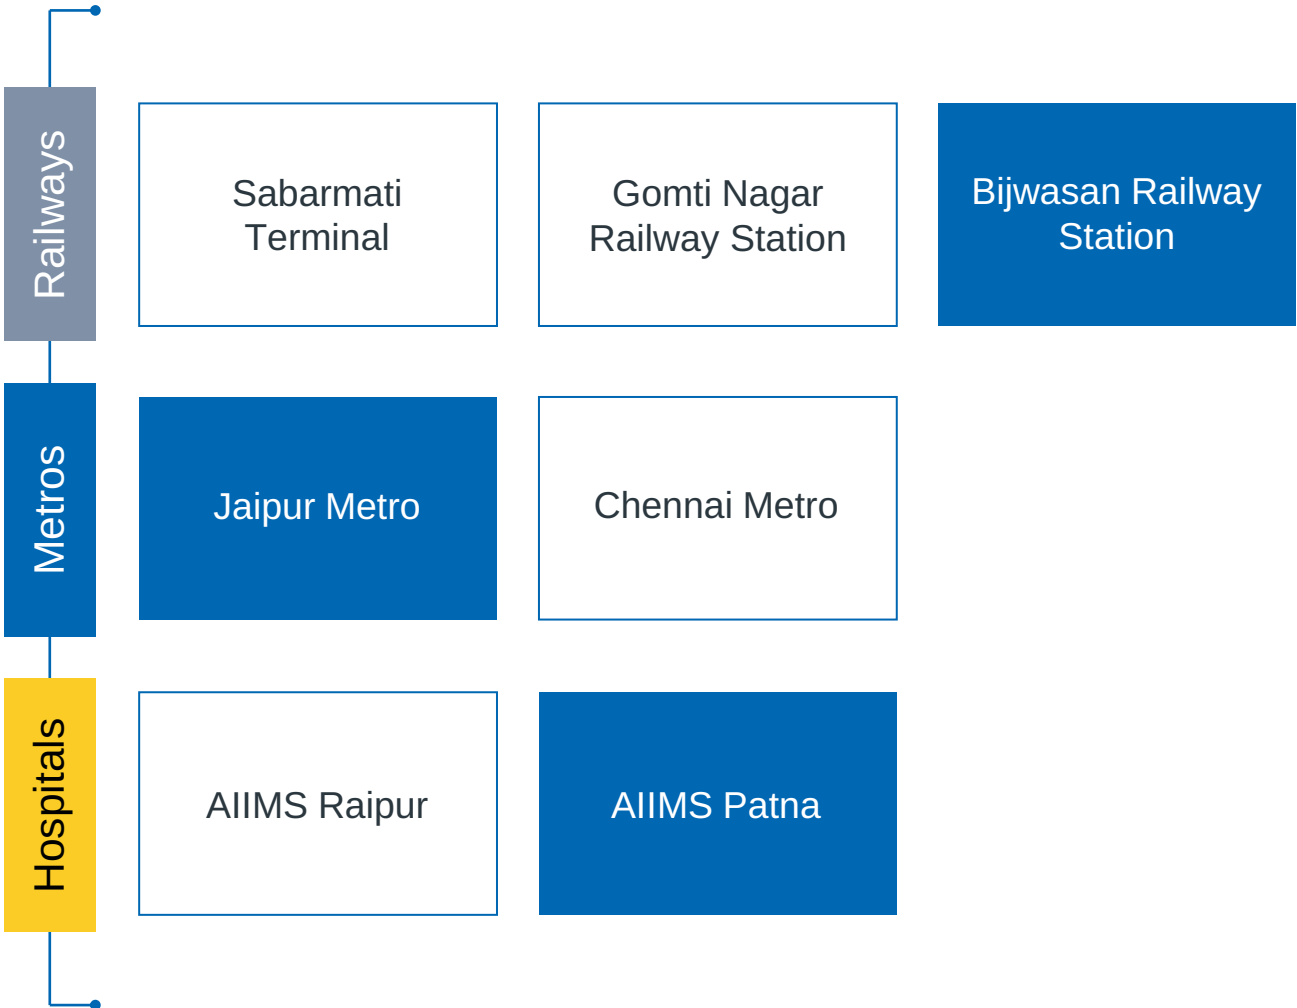 Railways
Sabarmati
Terminal
Gomti Nagar
Railway Station
Bijwasan Railway
Station
Metros
Jaipur Metro
Chennai Metro
Hospitals
AIIMS Raipur
AIIMS Patna